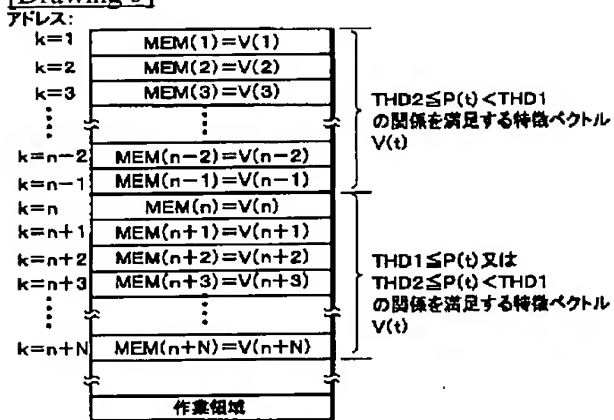 [Drawing 5]
アドレス:
k=1 MEM(1)=V(1)
k=2 MEM(2)=V(2)
k=3 MEM(3)=V(3)
THD2≦P(t)<THD1
の関係を満足する特徴ベクトル
V(t)
k=n-2 MEM(n-2)=V(n-2)
k=n-1 MEM(n-1)=V(n-1)
k=n MEM(n)=V(n)
k=n+1 MEM(n+1)=V(n+1)
k=n+2 MEM(n+2)=V(n+2)
k=n+3 MEM(n+3)=V(n+3)
THD1≦P(t)又は
THD2≦P(t)<THD1
の関係を満足する特徴ベクトル
V(t)
k=n+N MEM(n+N)=V(n+N)
作業領域